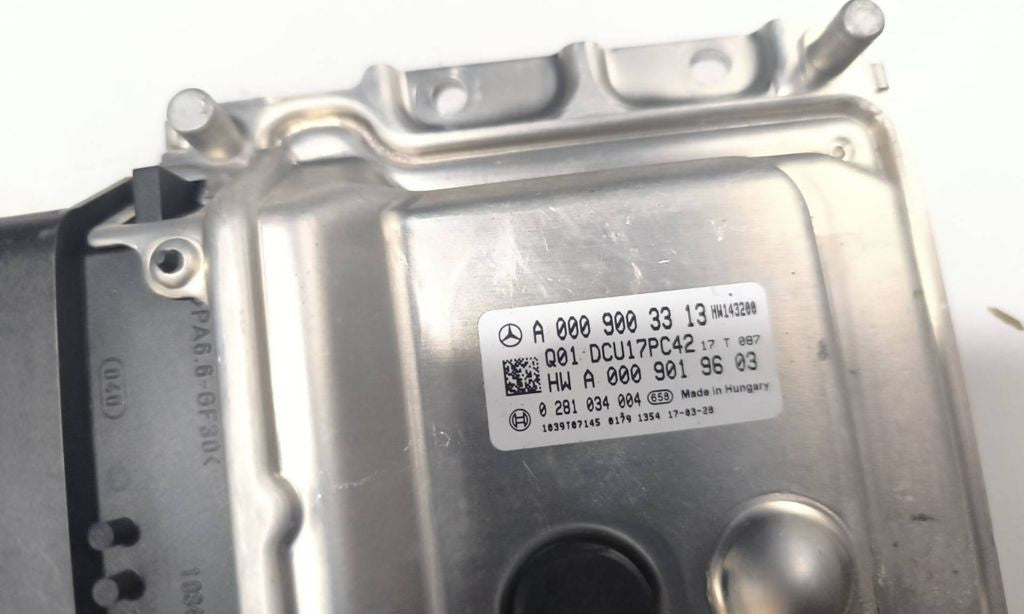 A 000 900 33 13 HW143200
Q01 DCU17PC42 17 T 087
HW A 000 901 96 03
0 281 034 004 658 Made in Hungary
1039T07145 0179 1354 17-03-28
PA6.6-GF30<
040